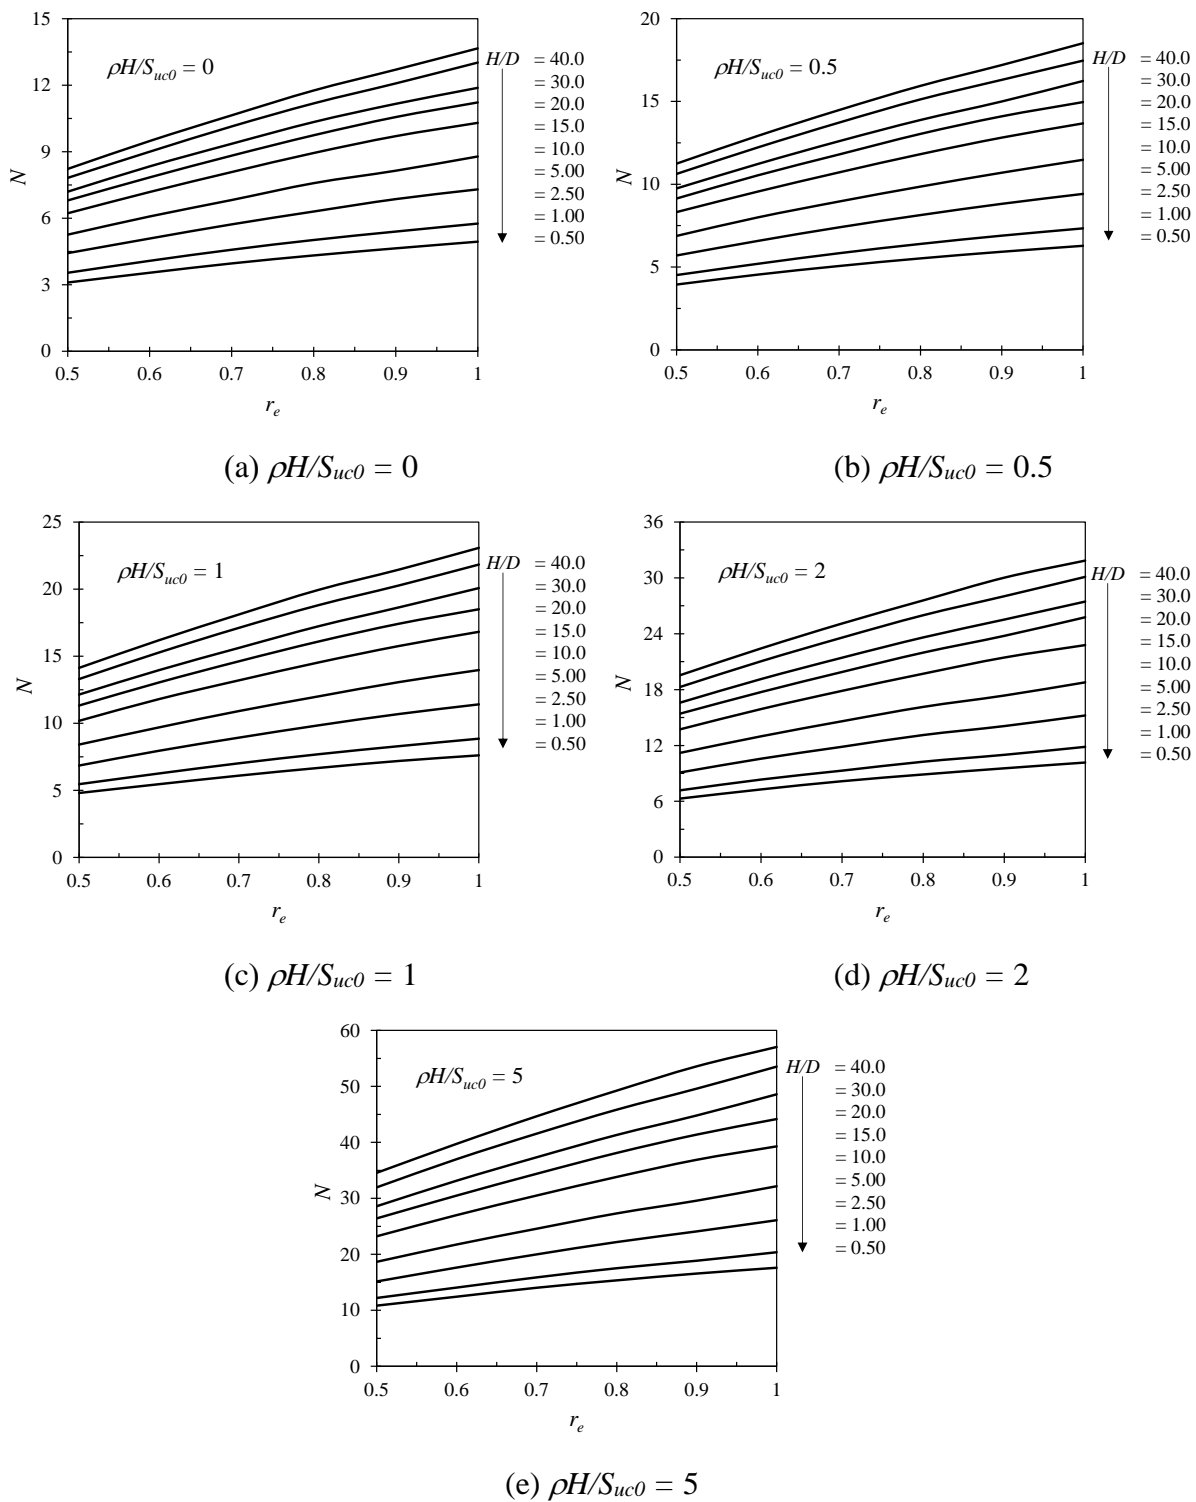 15
12
9
6
3
0
N
ρH/Suc0 = 0
H/D = 40.0
= 30.0
= 20.0
= 15.0
= 10.0
= 5.00
= 2.50
= 1.00
= 0.50
0.5 0.6 0.7 0.8 0.9 1
re
(a) ρH/Suc0 = 0
20
15
10
5
0
N
ρH/Suc0 = 0.5
H/D = 40.0
= 30.0
= 20.0
= 15.0
= 10.0
= 5.00
= 2.50
= 1.00
= 0.50
0.5 0.6 0.7 0.8 0.9 1
re
(b) ρH/Suc0 = 0.5
25
20
15
10
5
0
N
ρH/Suc0 = 1
H/D = 40.0
= 30.0
= 20.0
= 15.0
= 10.0
= 5.00
= 2.50
= 1.00
= 0.50
0.5 0.6 0.7 0.8 0.9 1
re
(c) ρH/Suc0 = 1
36
30
24
18
12
6
0
N
ρH/Suc0 = 2
H/D = 40.0
= 30.0
= 20.0
= 15.0
= 10.0
= 5.00
= 2.50
= 1.00
= 0.50
0.5 0.6 0.7 0.8 0.9 1
re
(d) ρH/Suc0 = 2
60
50
40
30
20
10
0
N
ρH/Suc0 = 5
H/D = 40.0
= 30.0
= 20.0
= 15.0
= 10.0
= 5.00
= 2.50
= 1.00
= 0.50
0.5 0.6 0.7 0.8 0.9 1
re
(e) ρH/Suc0 = 5